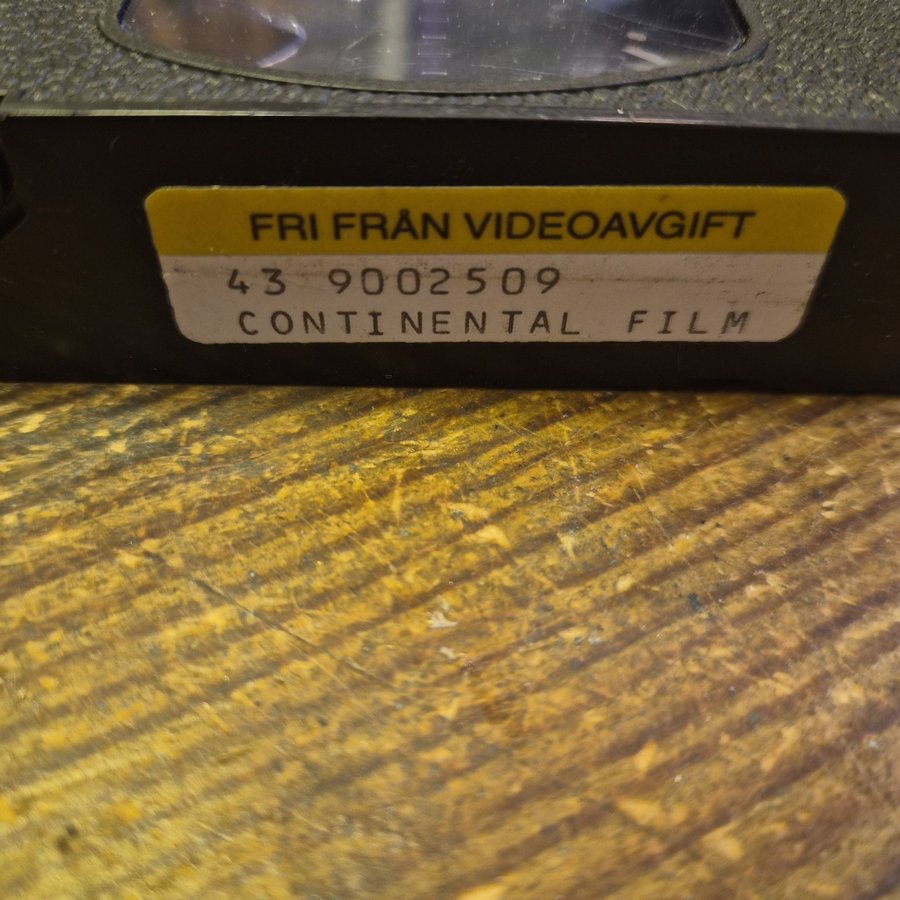 FRI FRÅN VIDEOAVGIFT
43 9002509
CONTINENTAL FILM